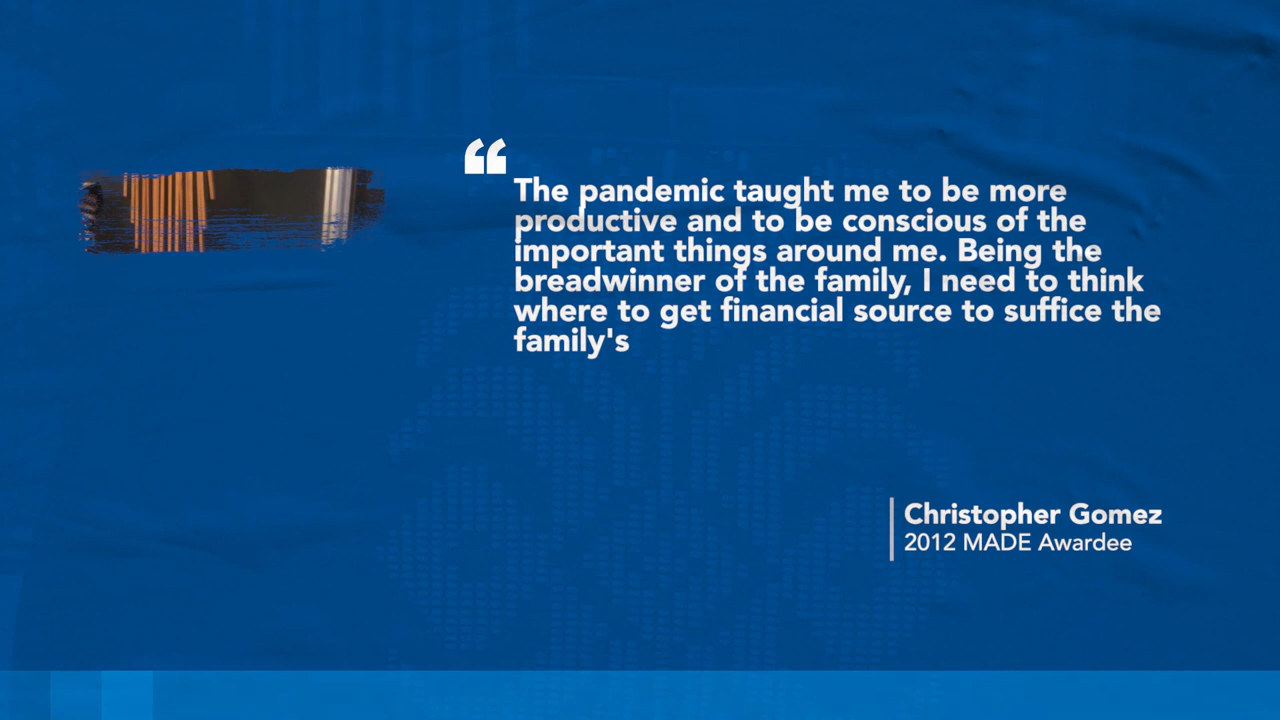 “
The pandemic taught me to be more
productive and to be conscious of the
important things around me. Being the
breadwinner of the family, I need to think
where to get financial source to suffice the
family's
Christopher Gomez
2012 MADE Awardee